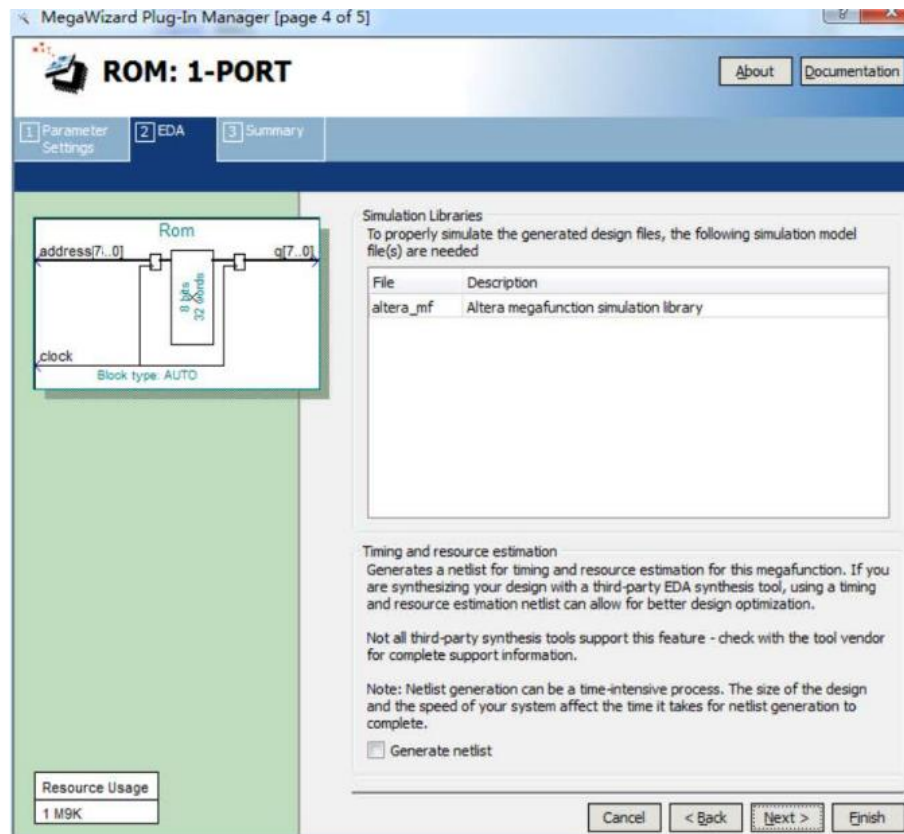 MegaWizard Plug-In Manager [page 4 of 5]
ROM: 1-PORT
About
Documentation
1 Parameter Settings
2 EDA
3 Summary
Rom
address[7..0]
q[7..0]
8 bits
32 words
clock
Block type: AUTO
Simulation Libraries
To properly simulate the generated design files, the following simulation model
file(s) are needed
File Description
altera_mf Altera megafunction simulation library
Timing and resource estimation
Generates a netlist for timing and resource estimation for this megafunction. If you
are synthesizing your design with a third-party EDA synthesis tool, using a timing
and resource estimation netlist can allow for better design optimization.
Not all third-party synthesis tools support this feature - check with the tool vendor
for complete support information.
Note: Netlist generation can be a time-intensive process. The size of the design
and the speed of your system affect the time it takes for netlist generation to
complete.
Generate netlist
Resource Usage
1 M9K
Cancel
< Back
Next >
Finish